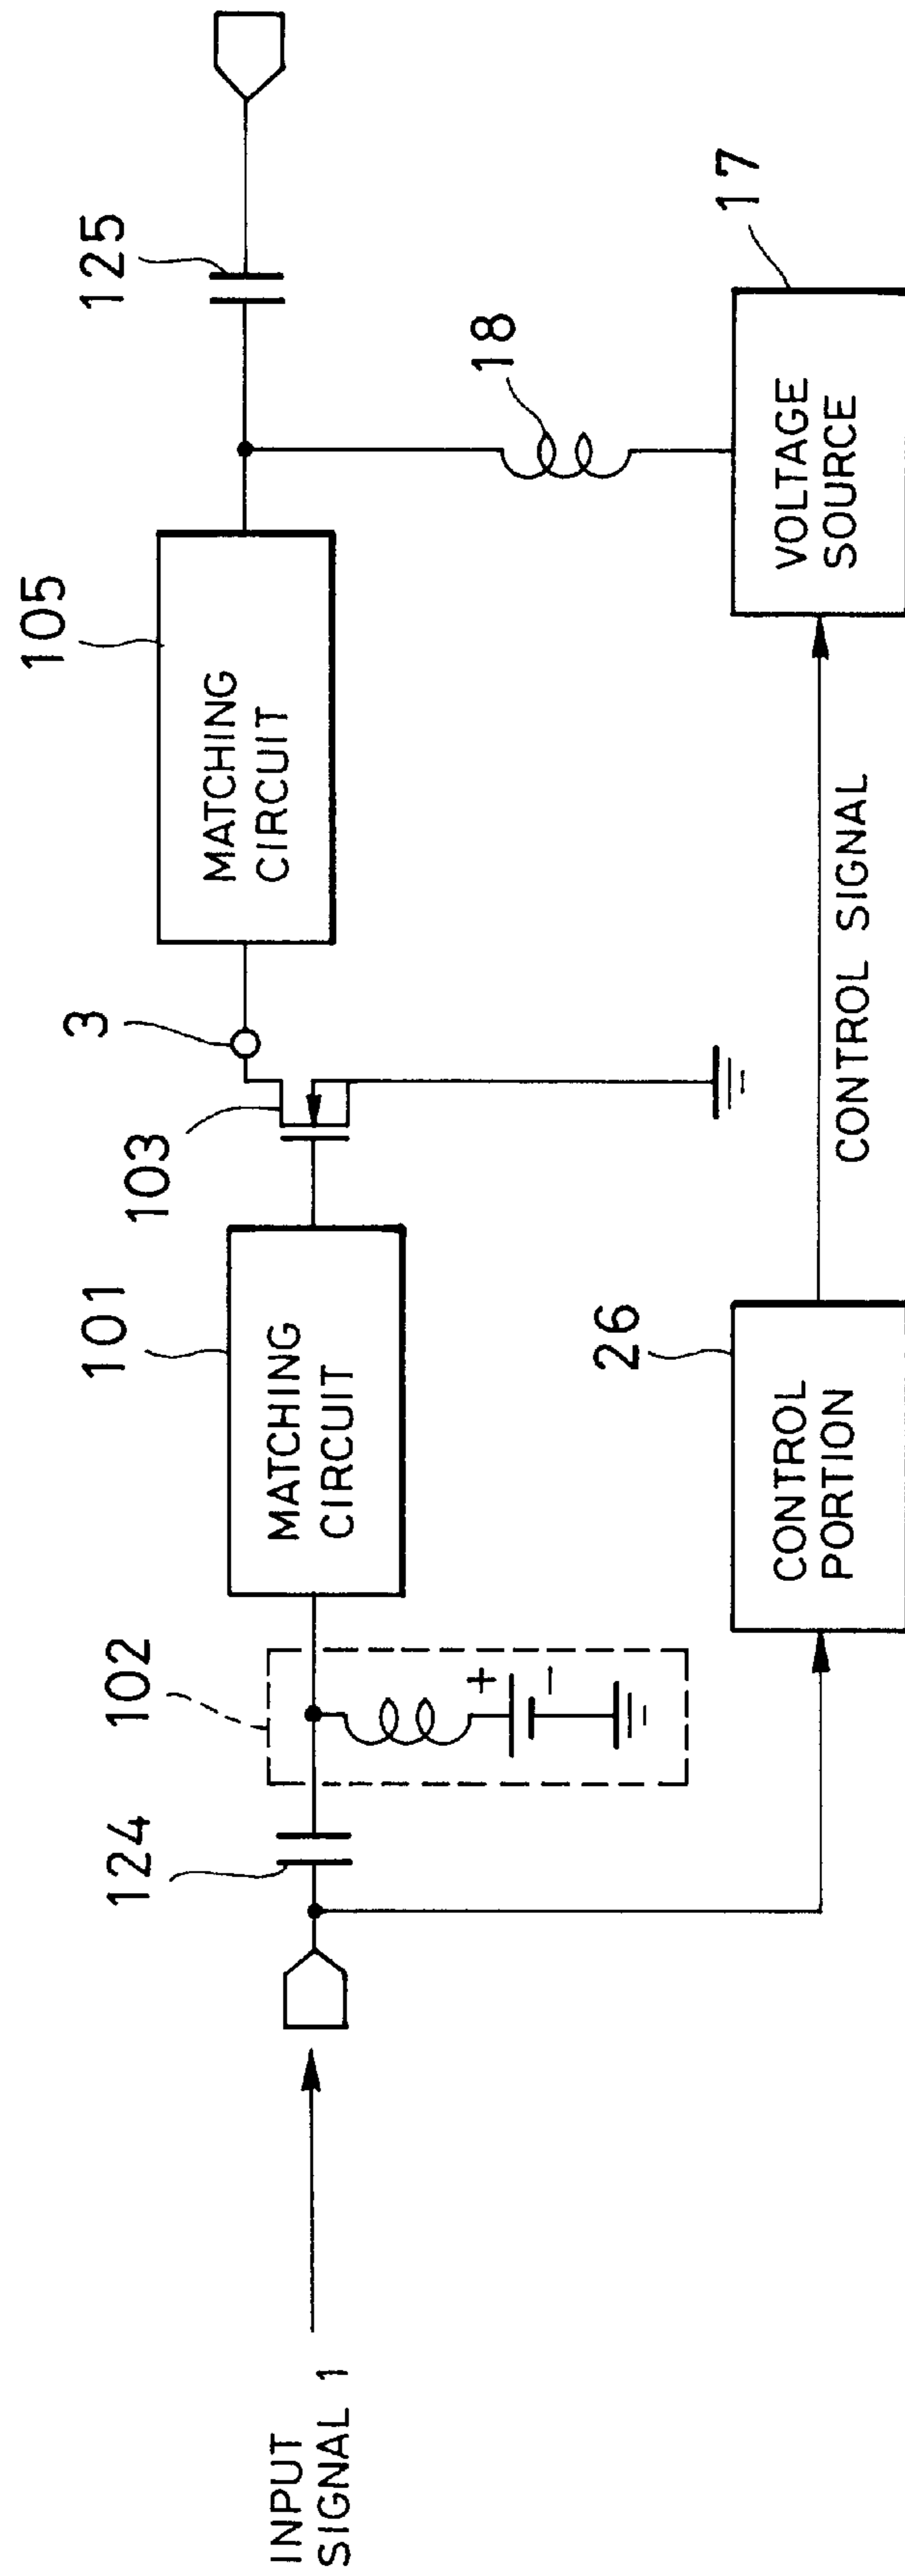 INPUT
SIGNAL 1
124
102
+
−
101
MATCHING
CIRCUIT
103
3
105
MATCHING
CIRCUIT
125
18
17
VOLTAGE
SOURCE
26
CONTROL
PORTION
CONTROL SIGNAL